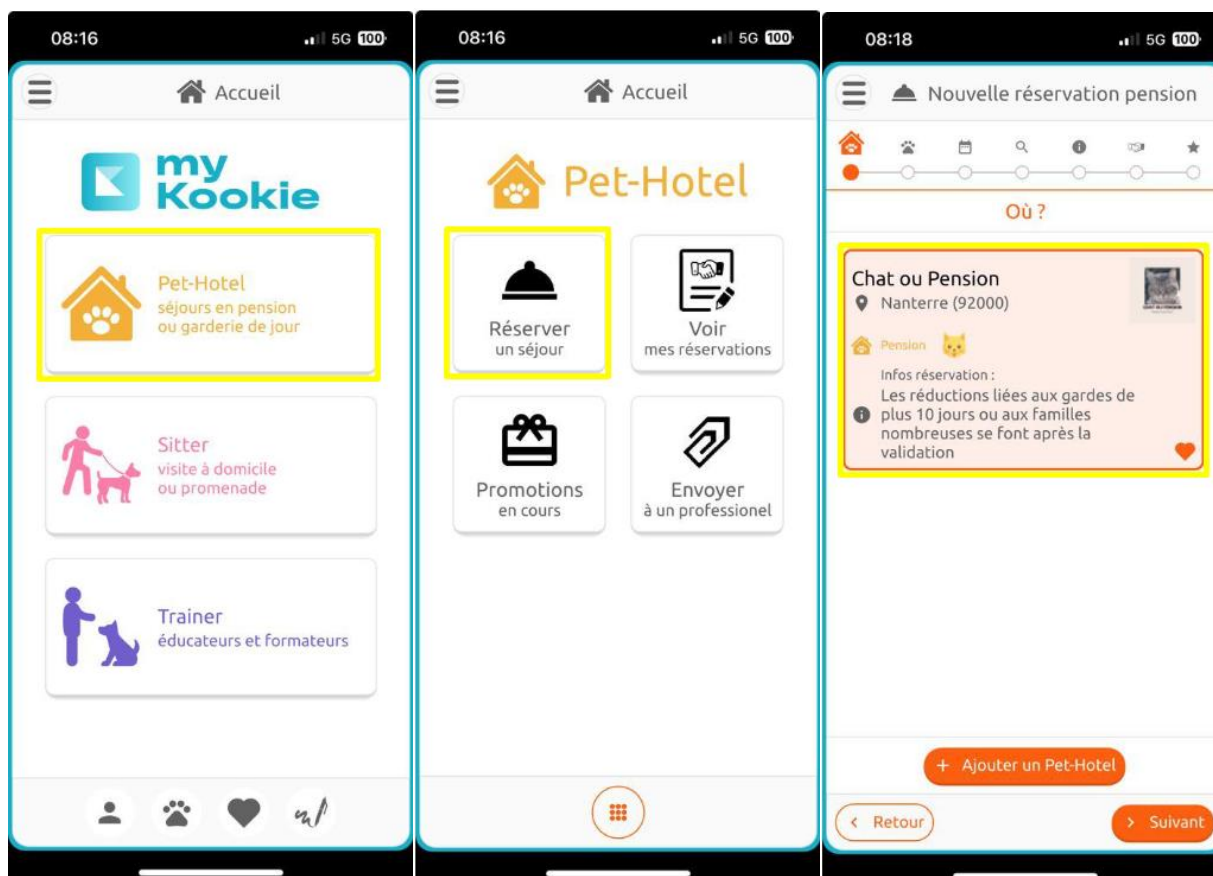 08:16
5G 100
Accueil
my
Kookie
Pet-Hotel
séjours en pension
ou garderie de jour
Sitter
visite à domicile
ou promenade
Trainer
éducateurs et formateurs
08:16
5G 100
Accueil
Pet-Hotel
Réserver
un séjour
Voir
mes réservations
Promotions
en cours
Envoyer
à un professionel
08:18
5G 100
Nouvelle réservation pension
Où ?
Chat ou Pension
Nanterre (92000)
Pension
Infos réservation :
Les réductions liées aux gardes de
plus 10 jours ou aux familles
nombreuses se font après la
validation
+ Ajouter un Pet-Hotel
< Retour
> Suivant